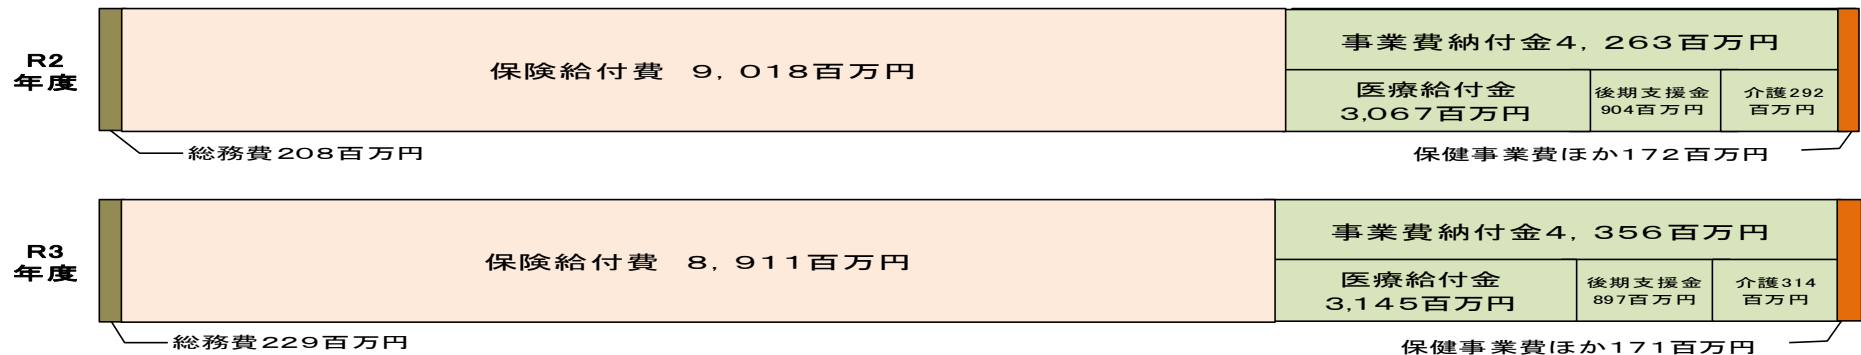 R2
年度
保険給付費 9,018百万円
事業費納付金4,263百万円
医療給付金
3,067百万円
後期支援金
904百万円
介護292
百万円
総務費208百万円
保健事業費ほか172百万円
R3
年度
保険給付費 8,911百万円
事業費納付金4,356百万円
医療給付金
3,145百万円
後期支援金
897百万円
介護314
百万円
総務費229百万円
保健事業費ほか171百万円